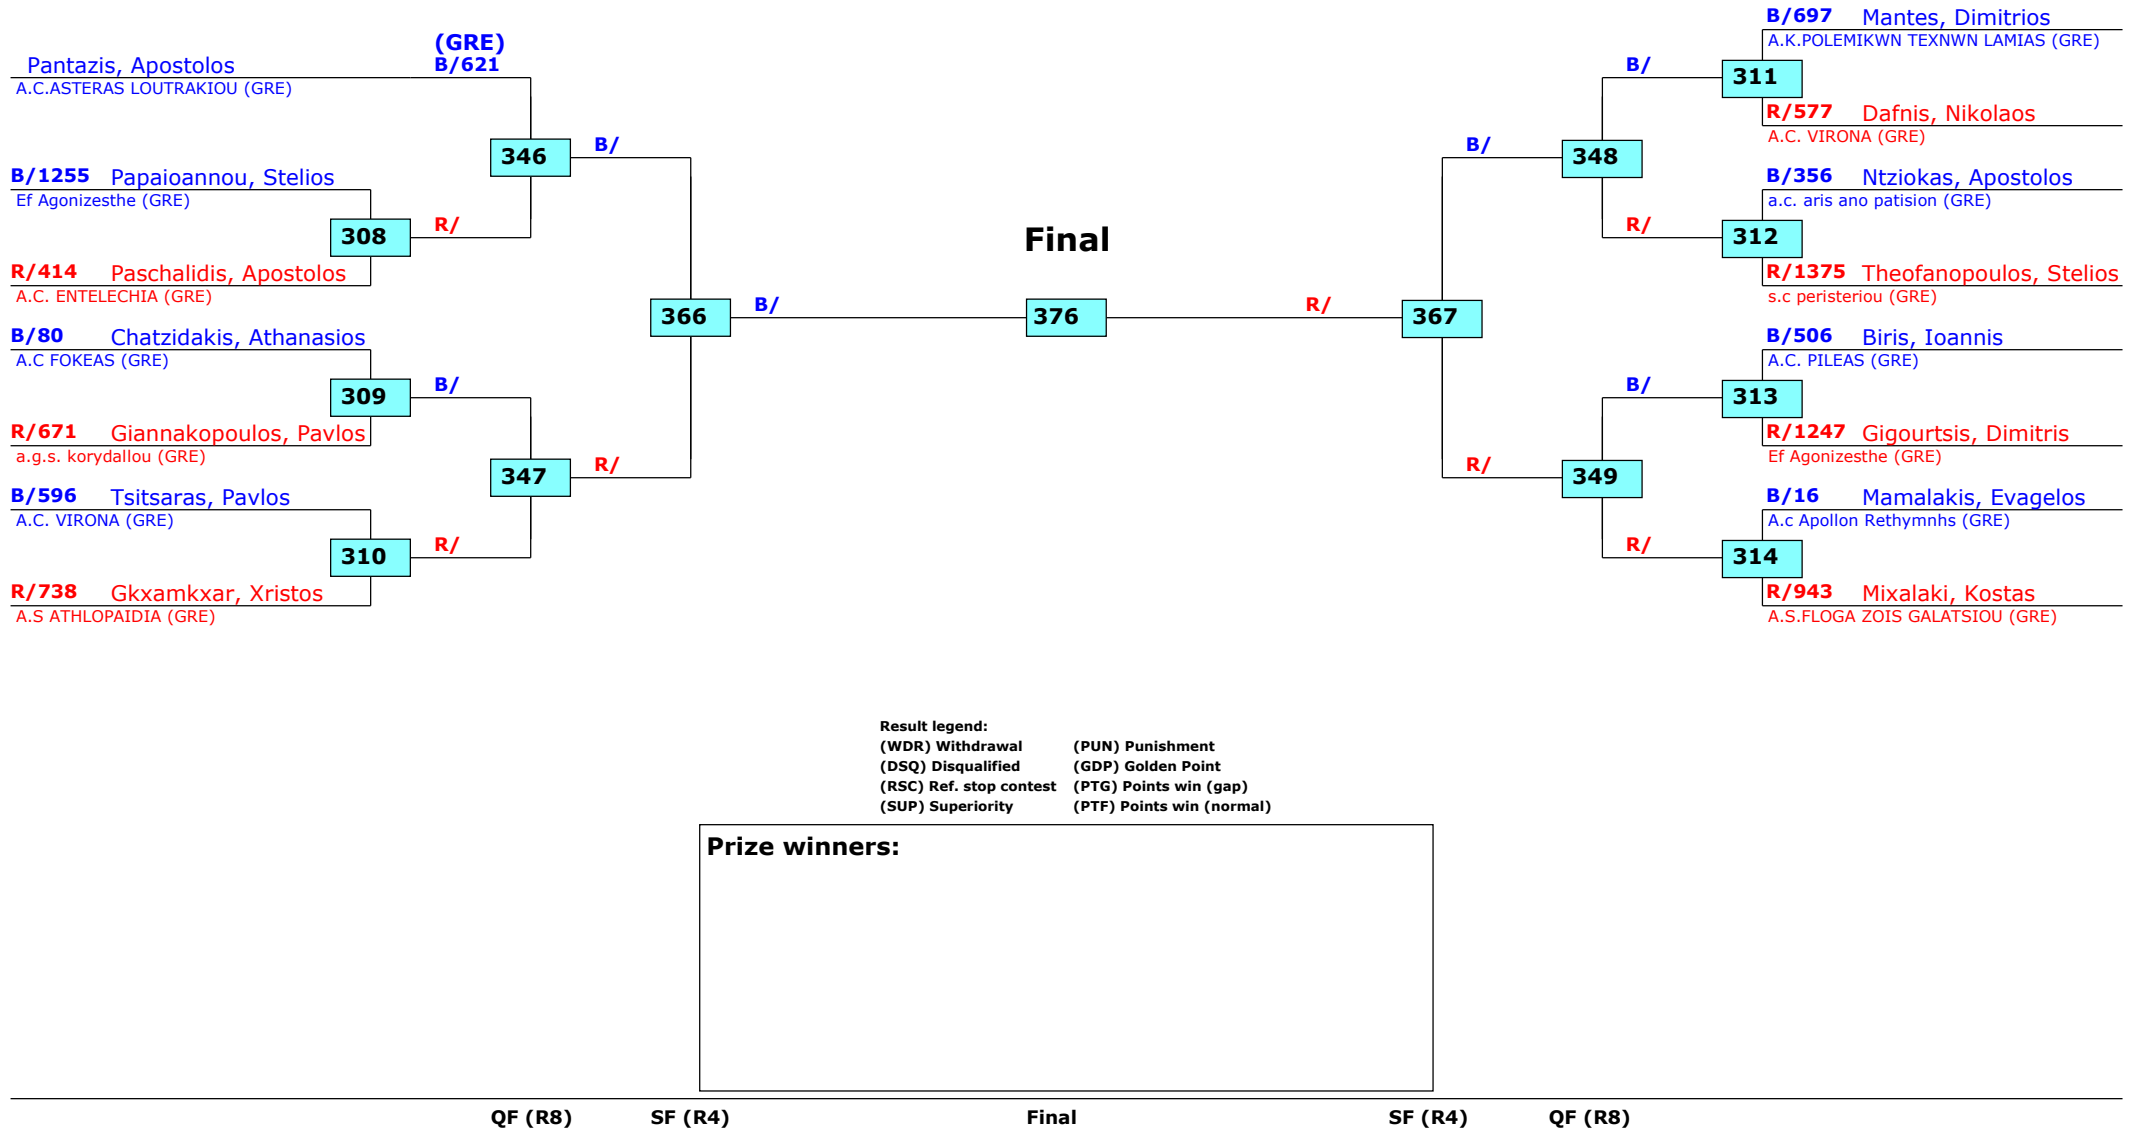 (GRE)
Pantazis, Apostolos B/621
A.C.ASTERAS LOUTRAKIOU (GRE)
346 B/
B/1255 Papaioannou, Stelios
Ef Agonizesthe (GRE)
308 R/
R/414 Paschalidis, Apostolos
A.C. ENTELECHIA (GRE)
366 B/
B/80 Chatzidakis, Athanasios
A.C FOKEAS (GRE)
309 B/
R/671 Giannakopoulos, Pavlos
a.g.s. korydallou (GRE)
347 R/
B/596 Tsitsaras, Pavlos
A.C. VIRONA (GRE)
310 R/
R/738 Gkxamkxar, Xristos
A.S ATHLOPAIDIA (GRE)
Final
376
B/697 Mantes, Dimitrios
A.K.POLEMIKWN TEXNWN LAMIAS (GRE)
B/ 311
R/577 Dafnis, Nikolaos
A.C. VIRONA (GRE)
B/ 348
B/356 Ntziokas, Apostolos
a.c. aris ano patision (GRE)
R/ 312
R/1375 Theofanopoulos, Stelios
s.c peristeriou (GRE)
R/ 367
B/506 Biris, Ioannis
A.C. PILEAS (GRE)
B/ 313
R/1247 Gigourtsis, Dimitris
Ef Agonizesthe (GRE)
R/ 349
B/16 Mamalakis, Evagelos
A.c Apollon Rethymnhs (GRE)
R/ 314
R/943 Mixalaki, Kostas
A.S.FLOGA ZOIS GALATSIOU (GRE)
Result legend:
(WDR) Withdrawal (PUN) Punishment
(DSQ) Disqualified (GDP) Golden Point
(RSC) Ref. stop contest (PTG) Points win (gap)
(SUP) Superiority (PTF) Points win (normal)
Prize winners:
QF (R8) SF (R4) Final SF (R4) QF (R8)